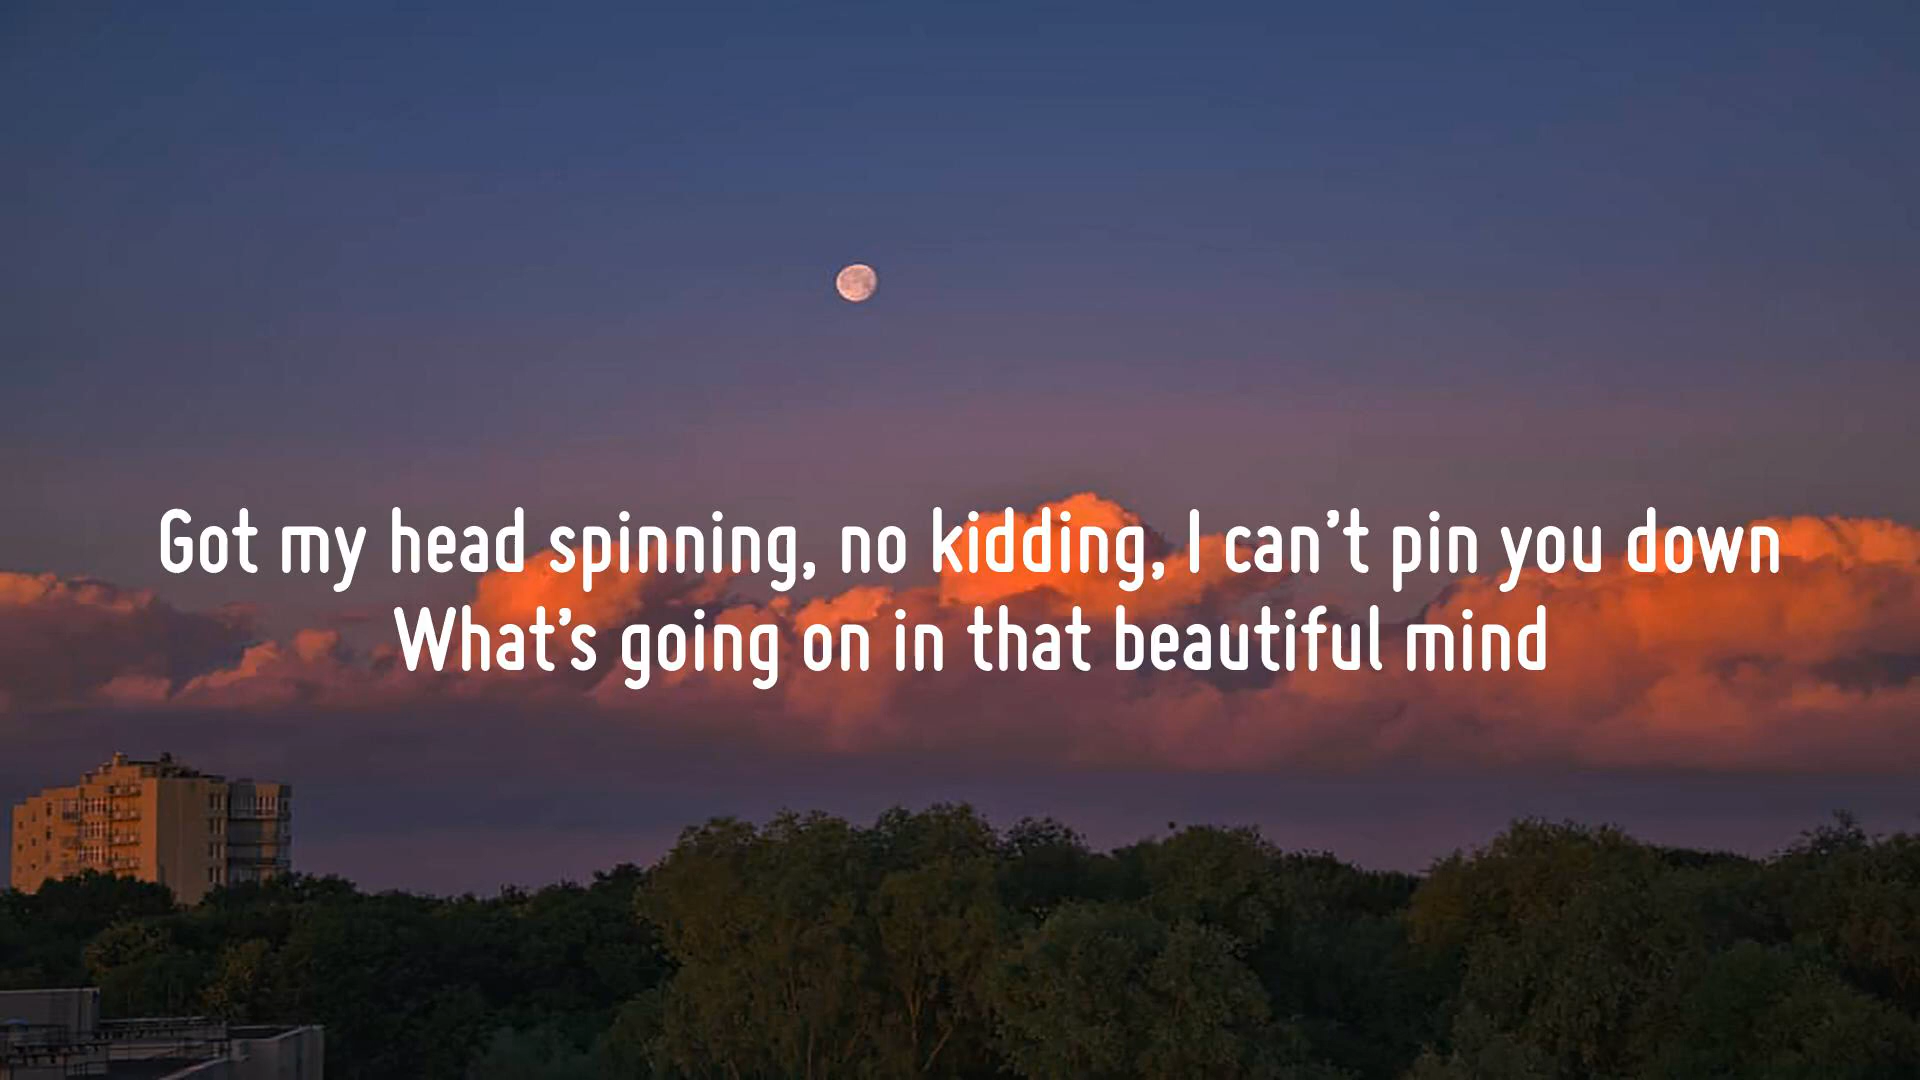 Got my head spinning, no kidding, I can’t pin you down
What’s going on in that beautiful mind